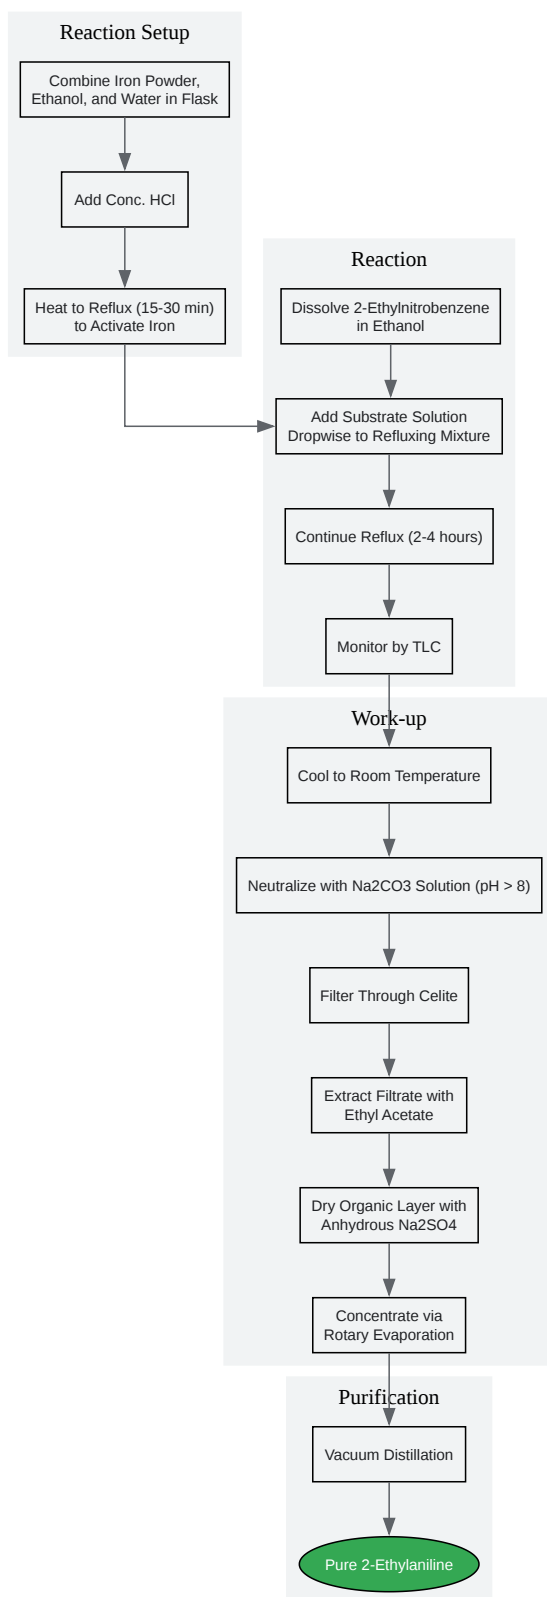 Reaction Setup
Combine Iron Powder,
Ethanol, and Water in Flask
Add Conc. HCl
Heat to Reflux (15-30 min)
to Activate Iron
Reaction
Dissolve 2-Ethylnitrobenzene
in Ethanol
Add Substrate Solution
Dropwise to Refluxing Mixture
Continue Reflux (2-4 hours)
Monitor by TLC
Work-up
Cool to Room Temperature
Neutralize with Na2CO3 Solution (pH > 8)
Filter Through Celite
Extract Filtrate with
Ethyl Acetate
Dry Organic Layer with
Anhydrous Na2SO4
Concentrate via
Rotary Evaporation
Purification
Vacuum Distillation
Pure 2-Ethylaniline